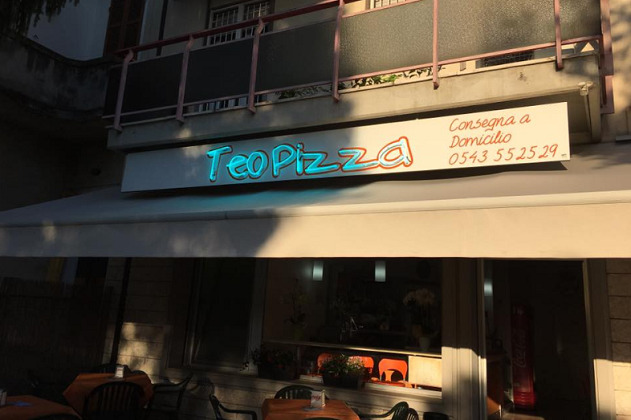 TeoPizza
Consegna a
Domicilio
0543 552529